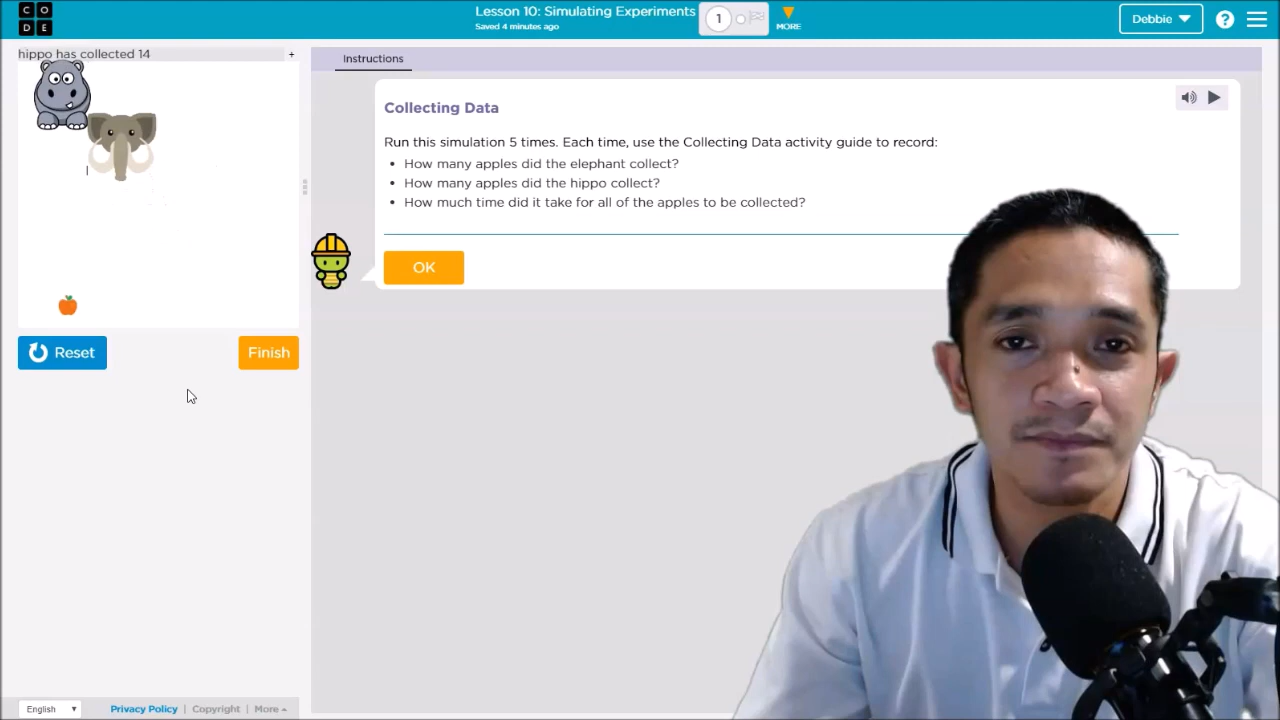 C O
D E
Lesson 10: Simulating Experiments
Saved 4 minutes ago
1
MORE
Debbie
?
hippo has collected 14
+
Instructions
Collecting Data
Run this simulation 5 times. Each time, use the Collecting Data activity guide to record:
• How many apples did the elephant collect?
• How many apples did the hippo collect?
• How much time did it take for all of the apples to be collected?
OK
Reset
Finish
English
Privacy Policy | Copyright | More